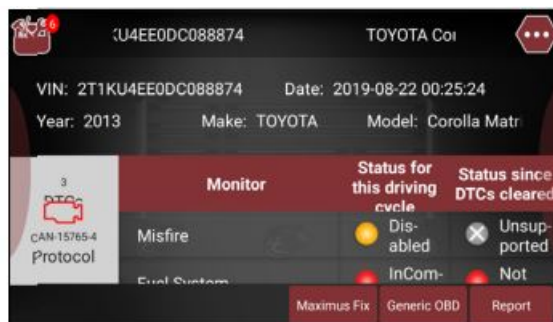 6
:U4EE0DC088874 TOYOTA Co
VIN: 2T1KU4EE0DC088874 Date: 2019-08-22 00:25:24
Year: 2013 Make: TOYOTA Model: Corolla Matri
3
DTCs
CAN-15765-4
Protocol
Monitor
Status for
this driving
cycle
Status since
DTCs cleared
Misfire
Dis-
abled
Unsup-
ported
Fuel System
InCom-
Not
Maximus Fix Generic OBD Report